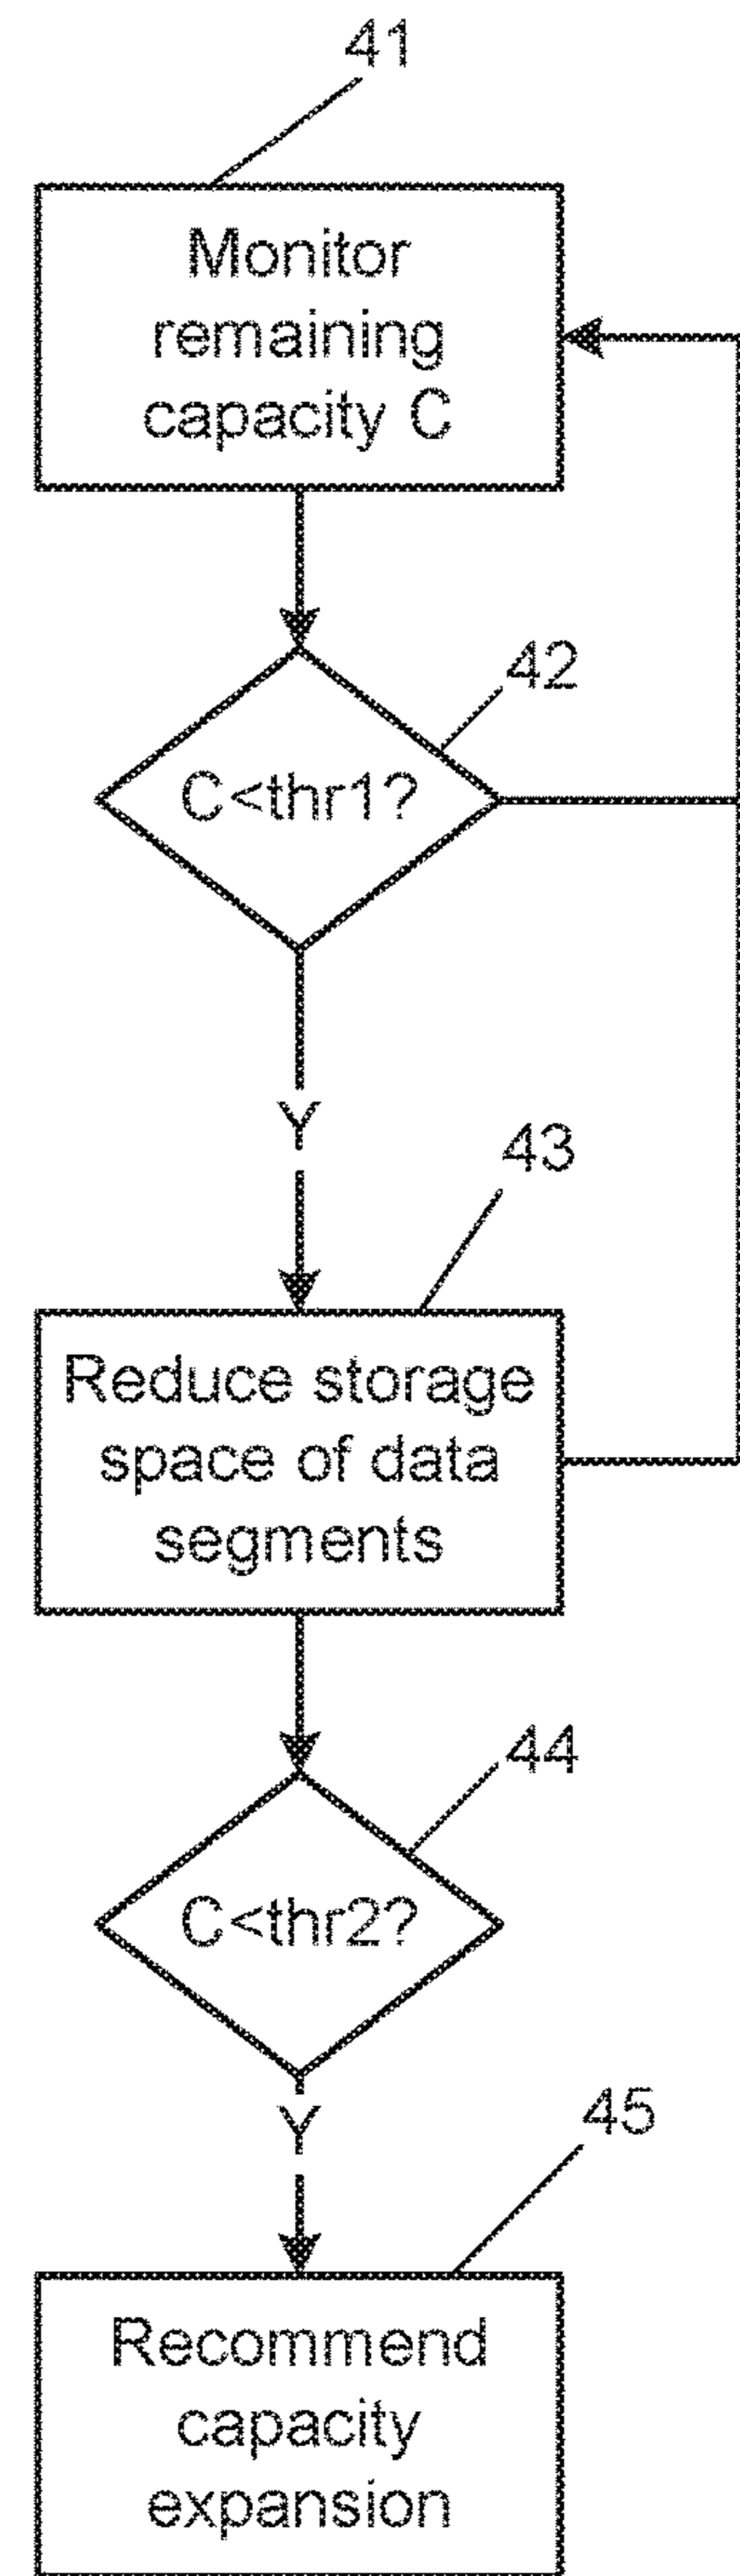 41
Monitor
remaining
capacity C
42
C<thr1?
Y
43
Reduce storage
space of data
segments
44
C<thr2?
Y
45
Recommend
capacity
expansion